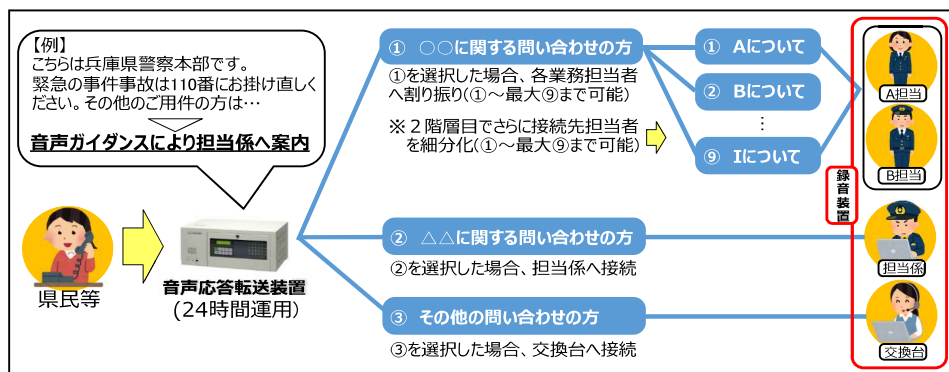 【例】
こちらは兵庫県警察本部です。
緊急の事件事故は110番にお掛け直しく
ださい。その他のご用件の方は…
音声ガイダンスにより担当係へ案内
県民等
音声応答転送装置
(24時間運用)
① ○○に関する問い合わせの方
①を選択した場合、各業務担当者
へ割り振り(①～最大⑨まで可能)
※２階層目でさらに接続先担当者
を細分化(①～最大⑨まで可能)
① Aについて
② Bについて
⋮
⑨ Iについて
② △△に関する問い合わせの方
②を選択した場合、担当係へ接続
③ その他の問い合わせの方
③を選択した場合、交換台へ接続
録音装置
A担当
B担当
担当係
交換台